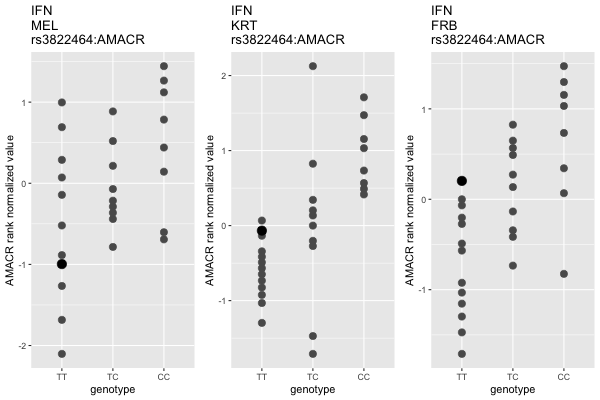 IFN
MEL
rs3822464:AMACR
AMACR rank normalized value
1
0
-1
-2
TT TC CC
genotype
IFN
KRT
rs3822464:AMACR
AMACR rank normalized value
2
1
0
-1
TT TC CC
genotype
IFN
FRB
rs3822464:AMACR
AMACR rank normalized value
1
0
-1
TT TC CC
genotype